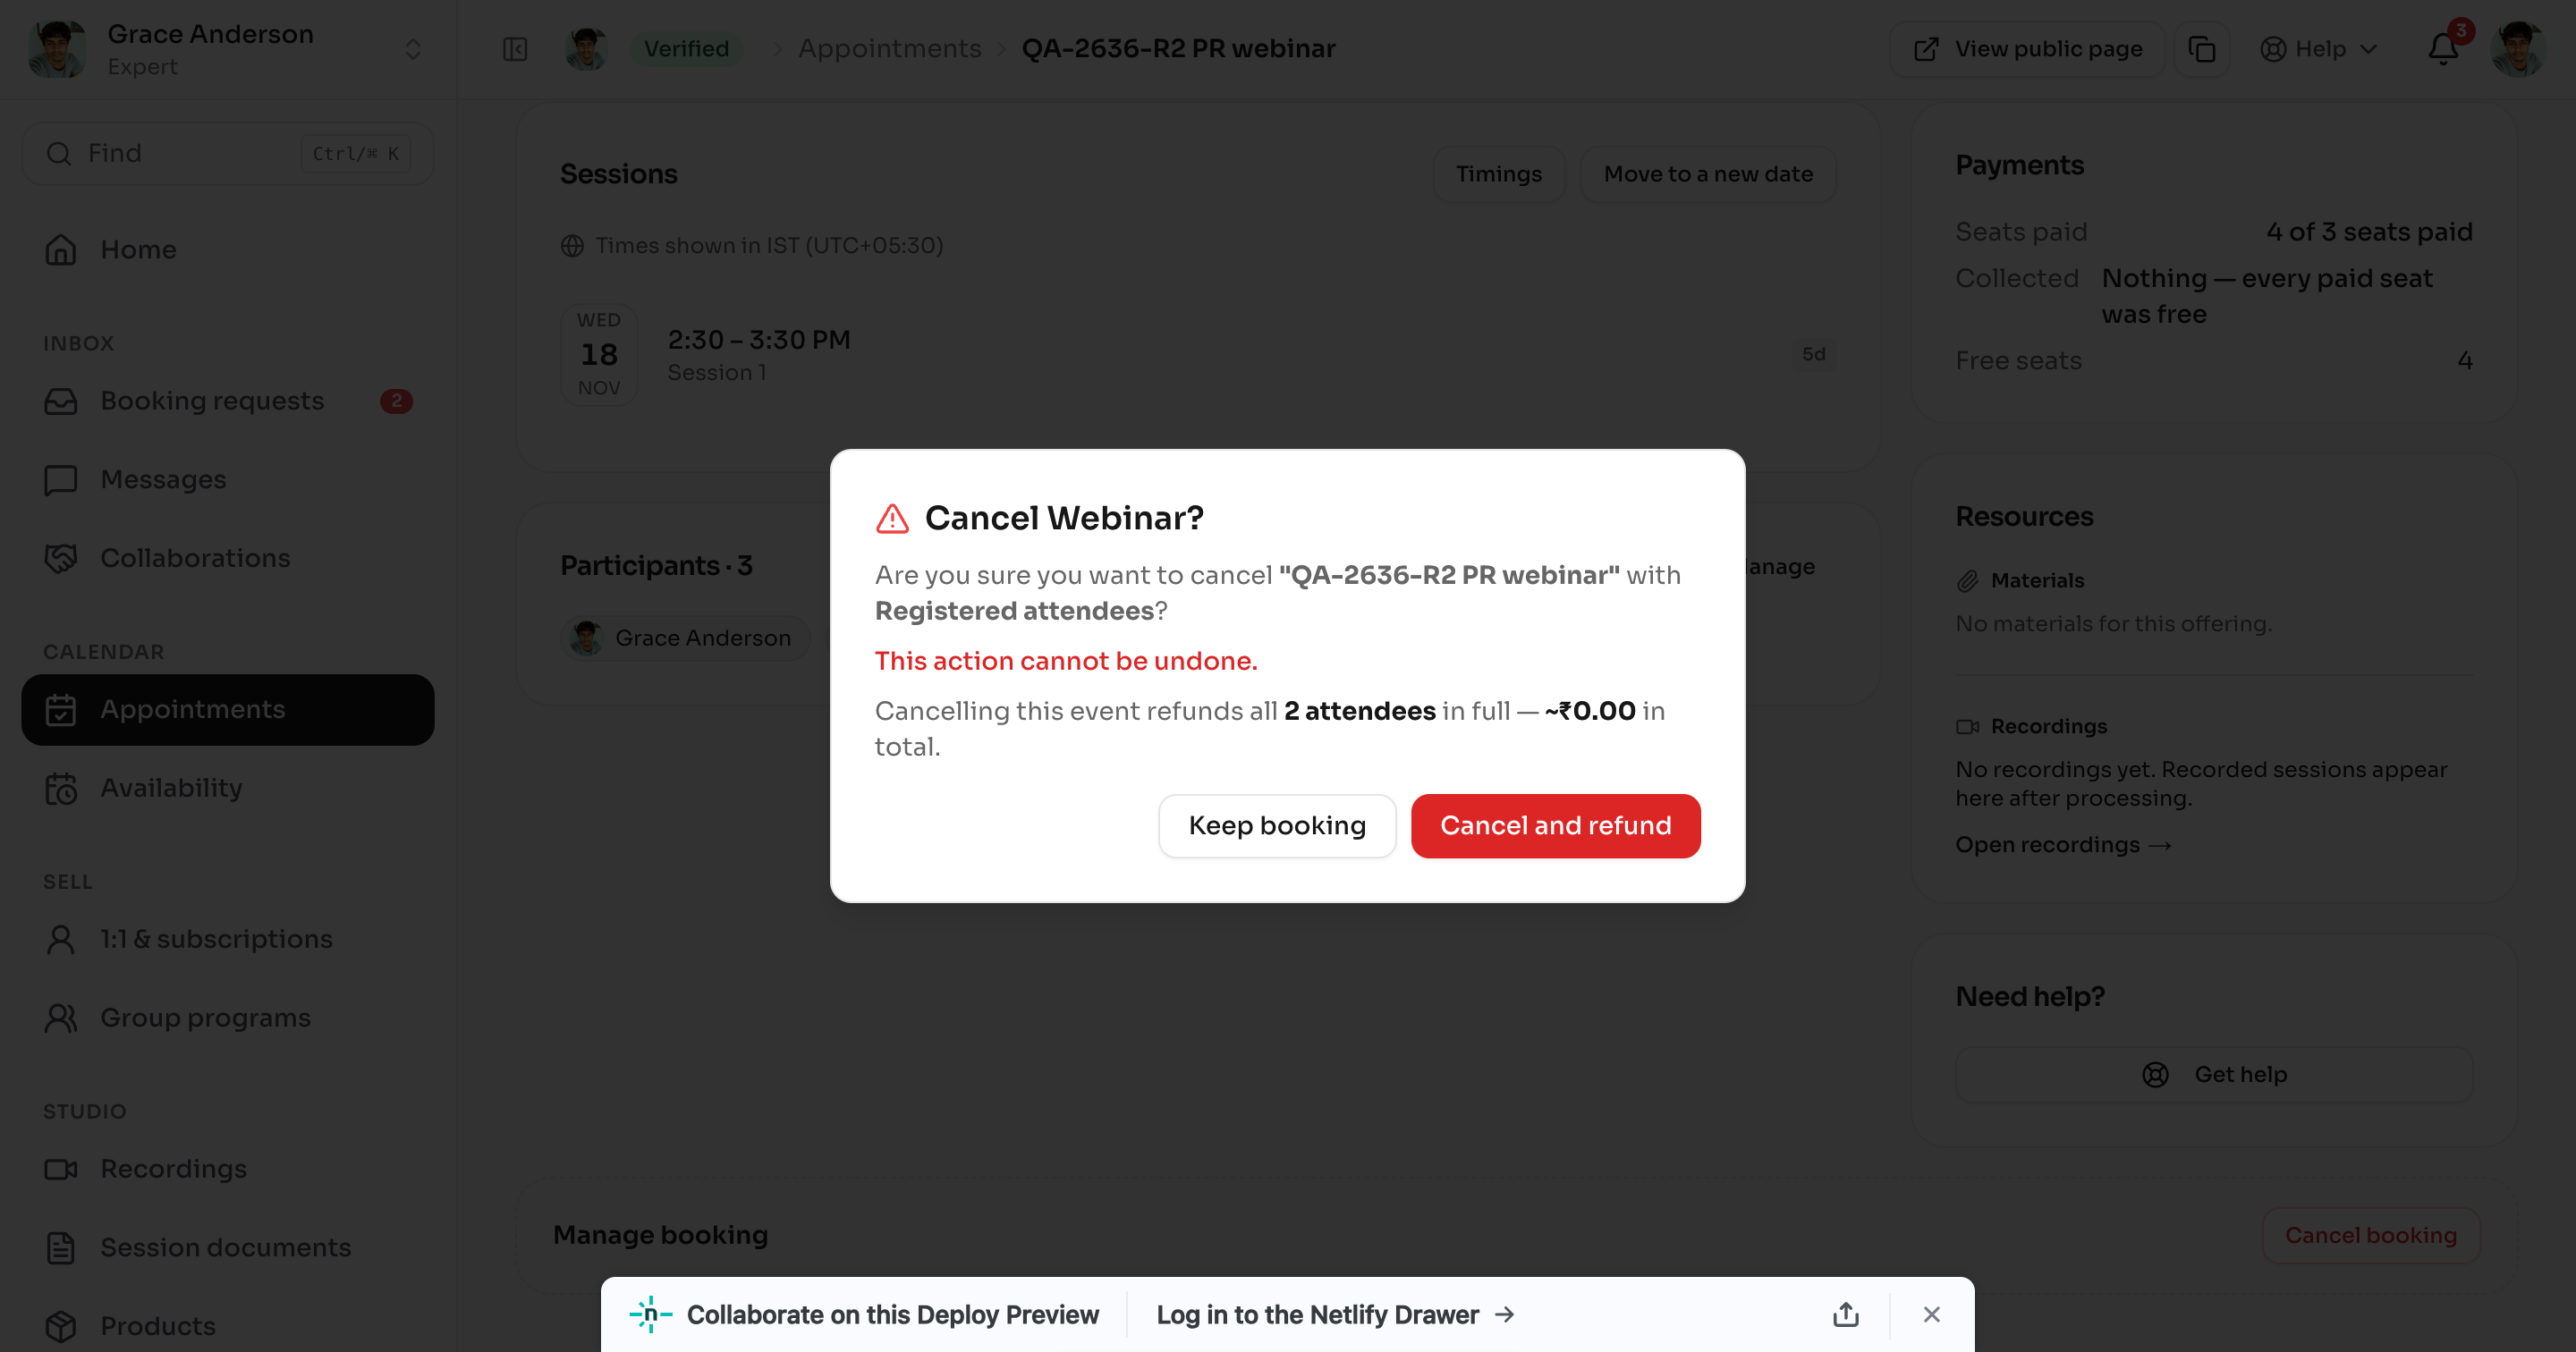 Grace Anderson
Expert
Find
Ctrl/⌘ K
Home
INBOX
Booking requests 2
Messages
Collaborations
CALENDAR
Appointments
Availability
SELL
1:1 & subscriptions
Group programs
STUDIO
Recordings
Session documents
Products
Verified
Appointments
QA-2636-R2 PR webinar
View public page
Help
3
Sessions
Timings
Move to a new date
Times shown in IST (UTC+05:30)
WED
18
NOV
2:30 – 3:30 PM
Session 1
5d
Participants · 3
Grace Anderson
Cancel Webinar?
Are you sure you want to cancel "QA-2636-R2 PR webinar" with
Registered attendees?
This action cannot be undone.
Cancelling this event refunds all 2 attendees in full — ~₹0.00 in
total.
Keep booking
Cancel and refund
Payments
Seats paid 4 of 3 seats paid
Collected Nothing — every paid seat
was free
Free seats 4
Resources
Materials
No materials for this offering.
Recordings
No recordings yet. Recorded sessions appear
here after processing.
Open recordings →
Need help?
Get help
Manage booking
Cancel booking
Collaborate on this Deploy Preview
Log in to the Netlify Drawer →